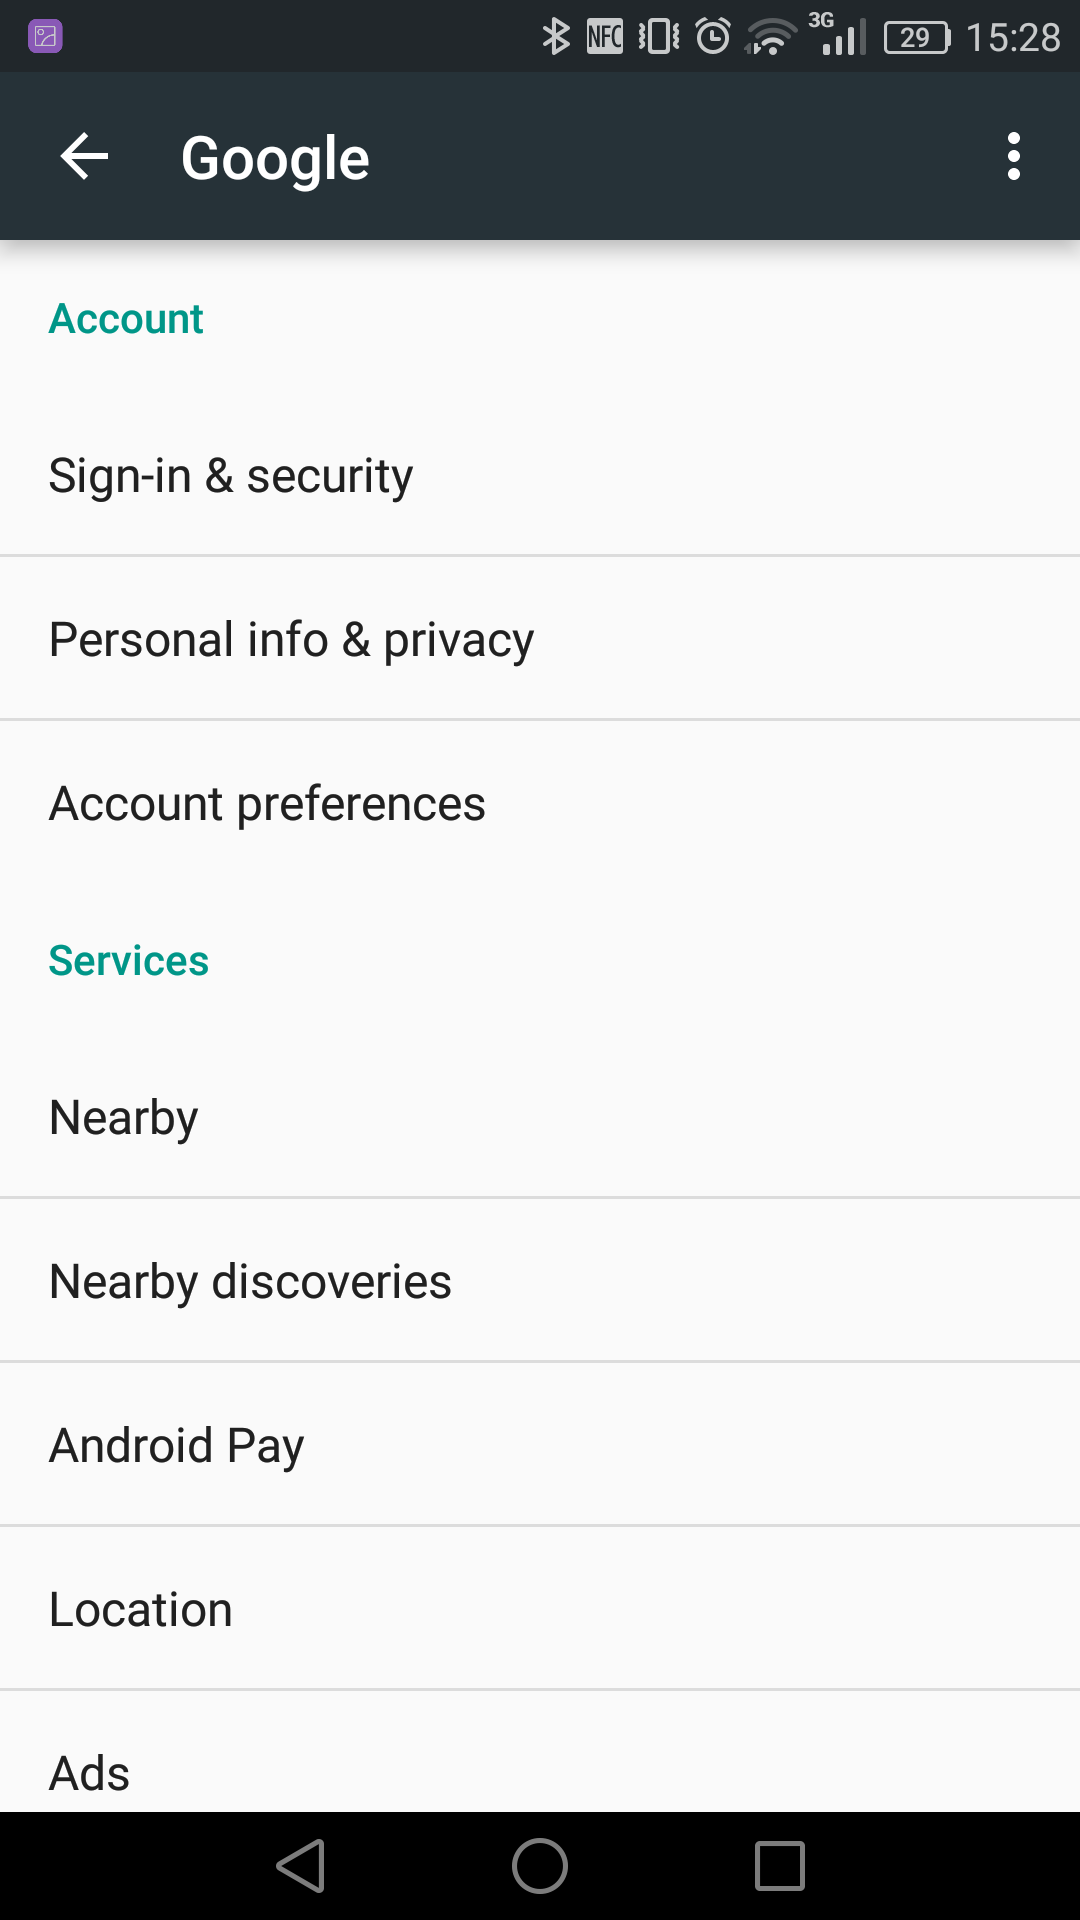 NFC 3G 29 15:28
Google
Account
Sign-in & security
Personal info & privacy
Account preferences
Services
Nearby
Nearby discoveries
Android Pay
Location
Ads